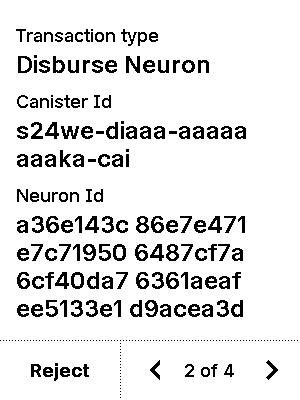 Transaction type
Disburse Neuron
Canister Id
s24we-diaaa-aaaaa
aaaka-cai
Neuron Id
a36e143c 86e7e471
e7c71950 6487cf7a
6cf40da7 6361aeaf
ee5133e1 d9acea3d
Reject
2 of 4